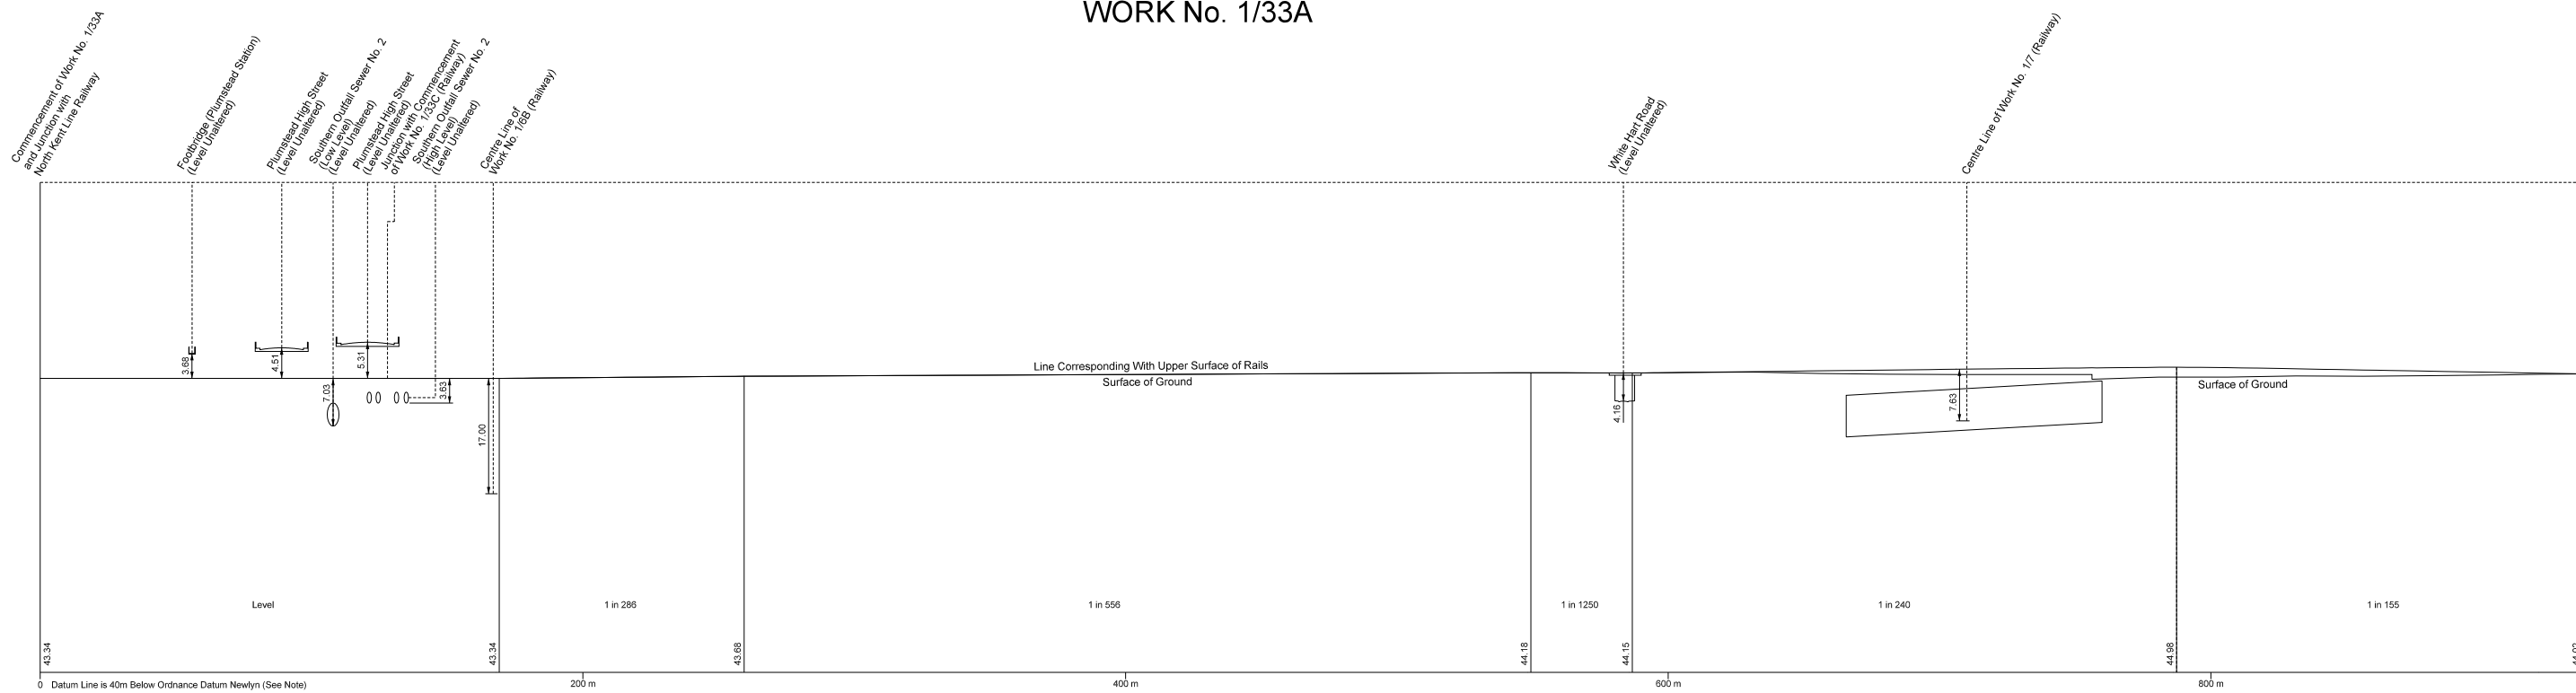 WORK No. 1/33A
Commencement of Work No. 1/33A
and Junction with
North Kent Line Railway
Footbridge (Plumstead Station)
(Level Unaltered)
Plumstead High Street
(Level Unaltered)
Southern Outfall Sewer No. 2
(Low Level)
(Level Unaltered)
Plumstead High Street
(Level Unaltered)
Junction with Commencement
of Work No. 1/33C (Railway)
Southern Outfall Sewer No. 2
(High Level)
(Level Unaltered)
Centre Line of
Work No. 1/6B (Railway)
White Hart Road
(Level Unaltered)
Centre Line of Work No. 1/7 (Railway)
3.68
4.51
5.31
7.03
3.63
17.00
Line Corresponding With Upper Surface of Rails
Surface of Ground
4.16
7.63
Surface of Ground
Level
1 in 286
1 in 556
1 in 1250
1 in 240
1 in 155
43.34
43.34
43.68
44.18
44.15
44.98
0 Datum Line is 40m Below Ordnance Datum Newlyn (See Note)
200 m
400 m
600 m
800 m